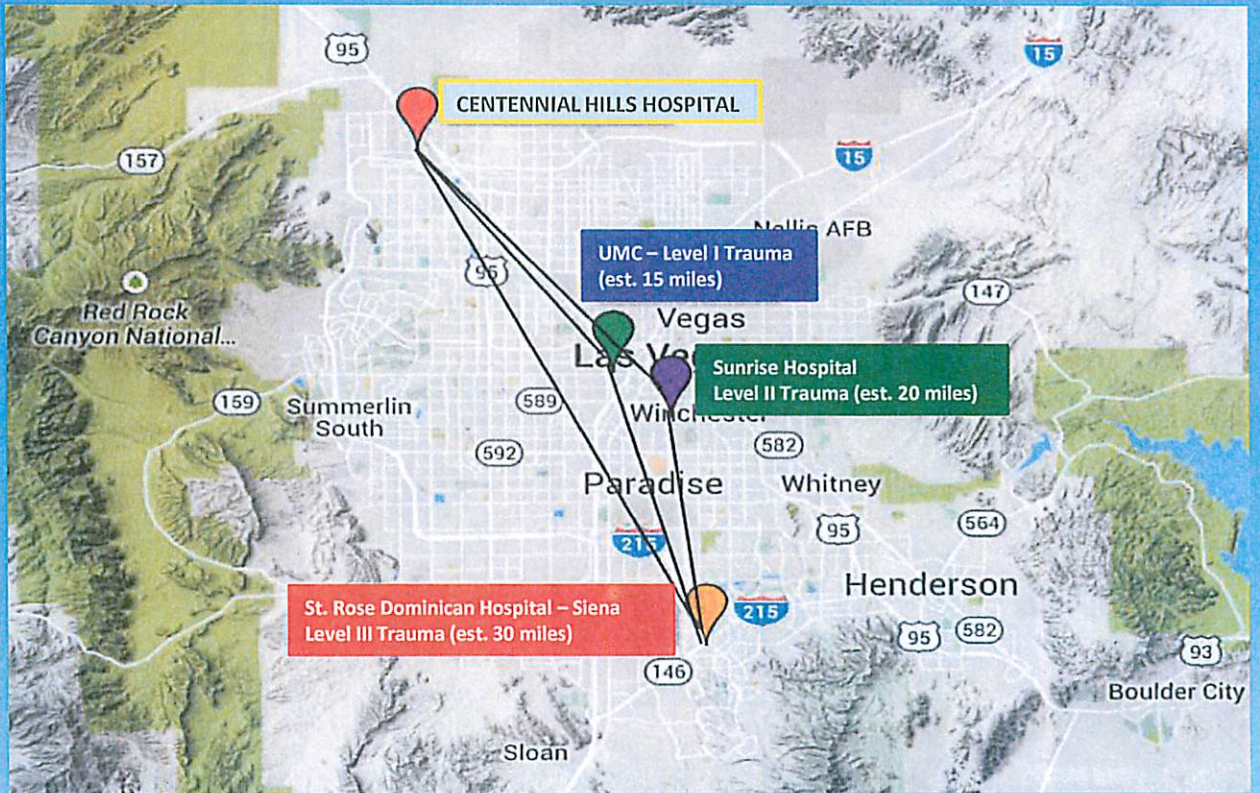 95
15
CENTENNIAL HILLS HOSPITAL
157
15
Nellis AFB
UMC – Level I Trauma
(est. 15 miles)
95
147
Red Rock
Canyon National...
Vegas
Las Ve
Sunrise Hospital
Level II Trauma (est. 20 miles)
159
Summerlin
South
589
Winchester
582
592
Paradise
Whitney
95
564
215
Henderson
St. Rose Dominican Hospital – Siena
Level III Trauma (est. 30 miles)
215
95
582
93
146
Boulder City
Sloan